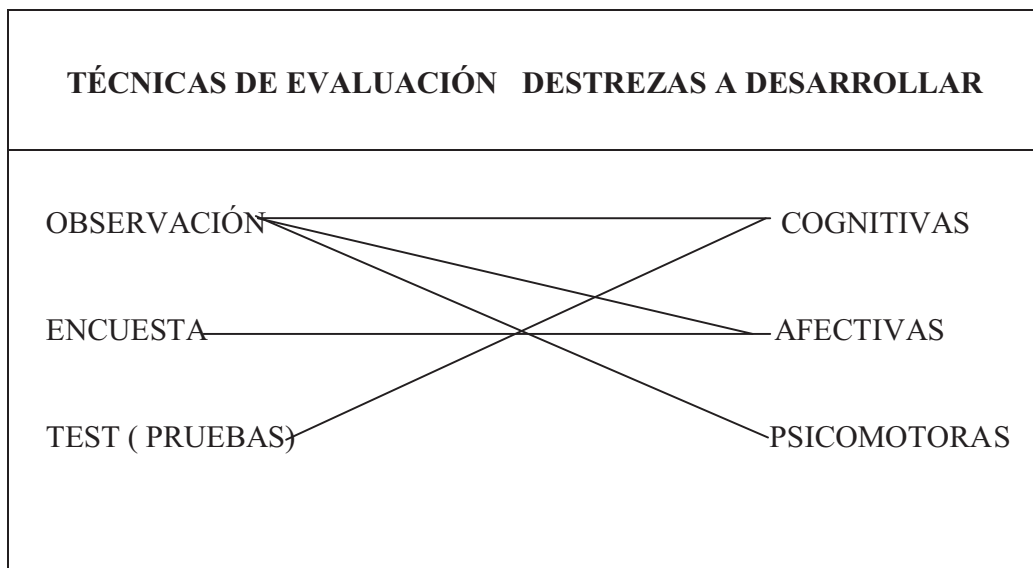 TÉCNICAS DE EVALUACIÓN DESTREZAS A DESARROLLAR
OBSERVACIÓN COGNITIVAS
ENCUESTA AFECTIVAS
TEST ( PRUEBAS) PSICOMOTORAS